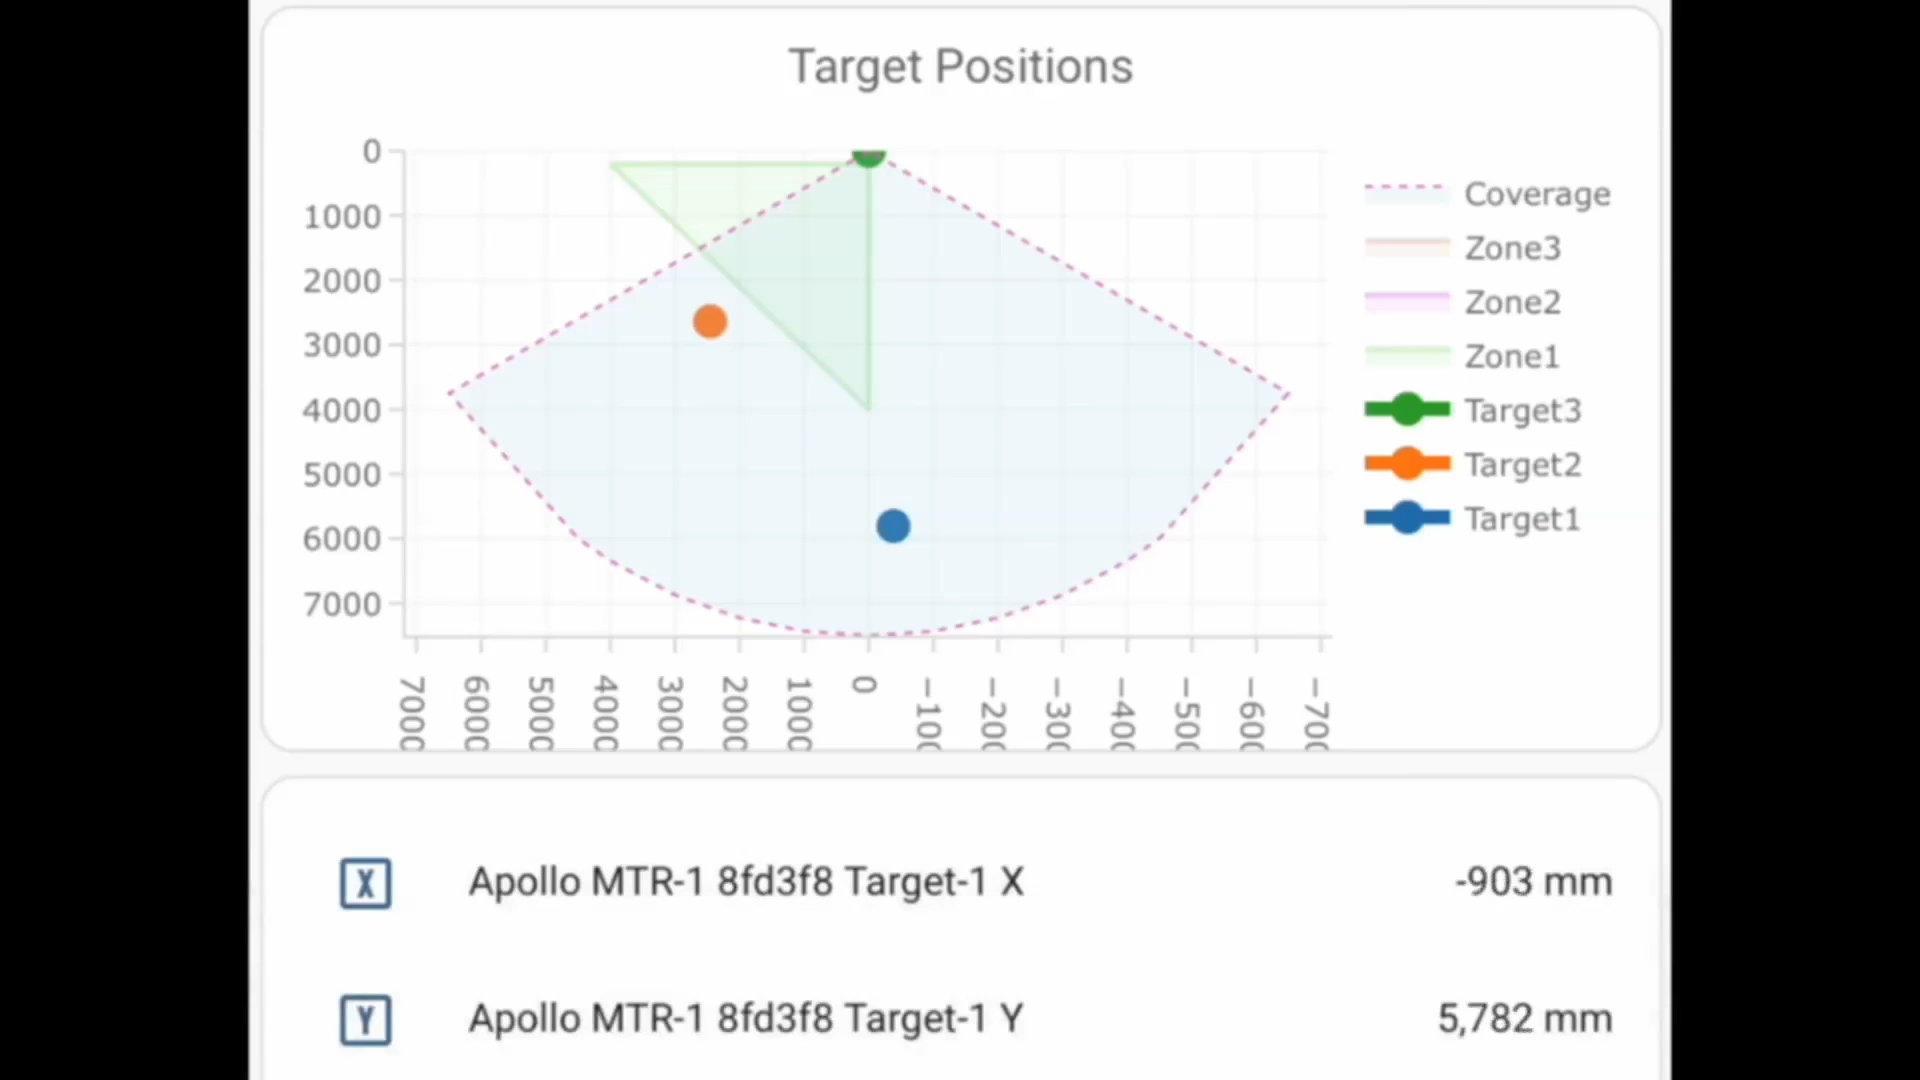 Target Positions
0
1000
2000
3000
4000
5000
6000
7000
7000
6000
5000
4000
3000
2000
1000
0
Coverage
Zone3
Zone2
Zone1
Target3
Target2
Target1
Apollo MTR-1 8fd3f8 Target-1 X
-903 mm
Apollo MTR-1 8fd3f8 Target-1 Y
5,782 mm